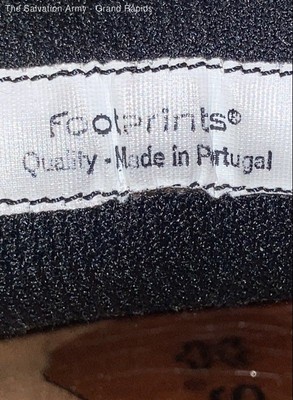 The Salvation Army - Grand Rapids
Footprints®
Quality - Made in Portugal